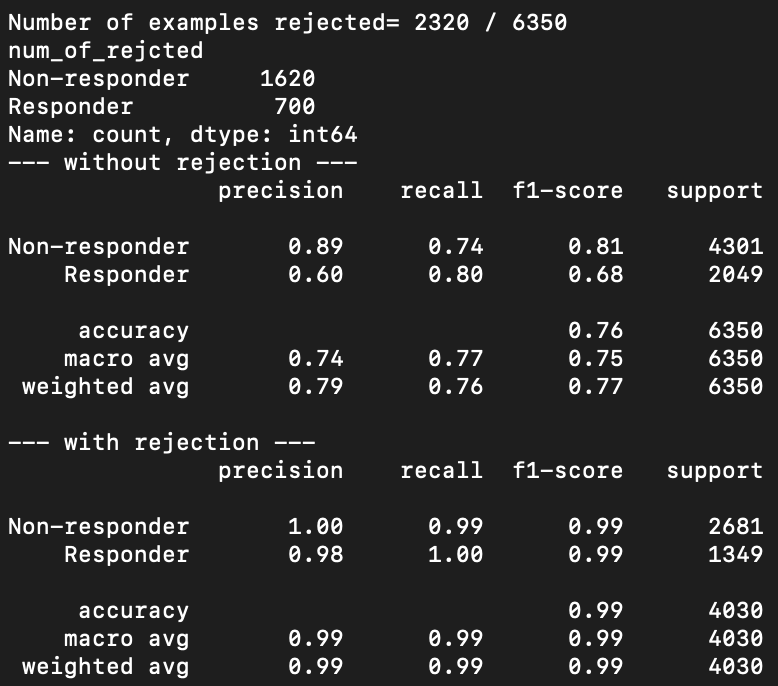 Number of examples rejected= 2320 / 6350
num_of_rejcted
Non-responder     1620
Responder          700
Name: count, dtype: int64
--- without rejection ---
               precision    recall  f1-score   support

Non-responder       0.89      0.74      0.81      4301
    Responder       0.60      0.80      0.68      2049

     accuracy                           0.76      6350
    macro avg       0.74      0.77      0.75      6350
 weighted avg       0.79      0.76      0.77      6350

--- with rejection ---
               precision    recall  f1-score   support

Non-responder       1.00      0.99      0.99      2681
    Responder       0.98      1.00      0.99      1349

     accuracy                           0.99      4030
    macro avg       0.99      0.99      0.99      4030
 weighted avg       0.99      0.99      0.99      4030